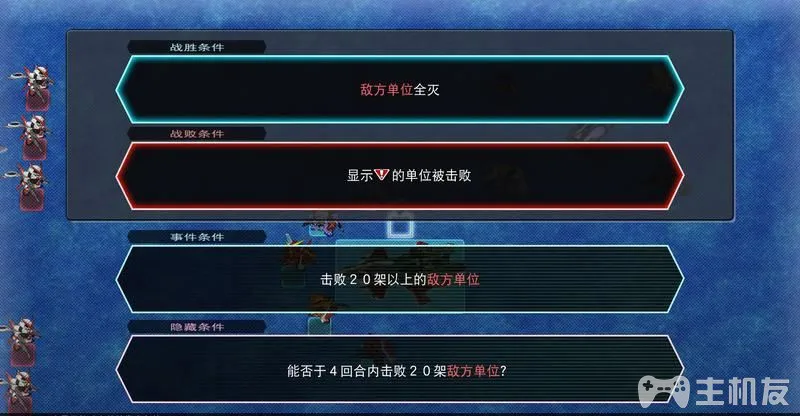 战胜条件
敌方单位全灭
战败条件
显示!的单位被击败
事件条件
击败20架以上的敌方单位
隐藏条件
能否于4回合内击败20架敌方单位?
主机友